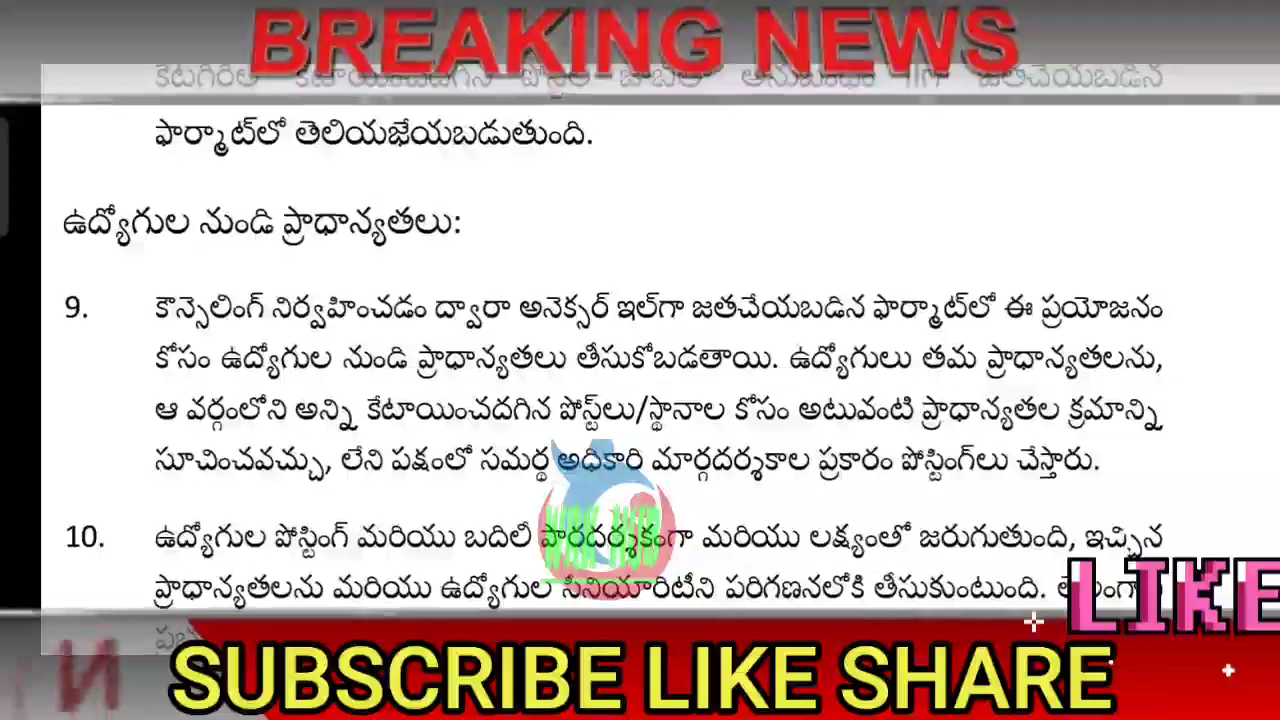 BREAKING NEWS
ఫార్మాట్‌లో తెలియజేయబడుతుంది.
ఉద్యోగుల నుండి ప్రాధాన్యతలు:
9. కౌన్సెలింగ్ నిర్వహించడం ద్వారా అనెక్సర్ ఇల్‌గా జతచేయబడిన ఫార్మాట్‌లో ఈ ప్రయోజనం
కోసం ఉద్యోగుల నుండి ప్రాధాన్యతలు తీసుకోబడతాయి. ఉద్యోగులు తమ ప్రాధాన్యతలను,
ఆ వర్గంలోని అన్ని కేటాయించదగిన పోస్ట్‌లు/స్థానాల కోసం అటువంటి ప్రాధాన్యతల క్రమాన్ని
సూచించవచ్చు, లేని పక్షంలో సమర్థ అధికారి మార్గదర్శకాల ప్రకారం పోస్టింగ్‌లు చేస్తారు.
10. ఉద్యోగుల పోస్టింగ్ మరియు బదిలీ పారదర్శకంగా మరియు లక్ష్యంతో జరుగుతుంది, ఇచ్చిన
ప్రాధాన్యతలను మరియు ఉద్యోగుల సీనియారిటీని పరిగణనలోకి తీసుకుంటుంది.
LIKE
SUBSCRIBE LIKE SHARE